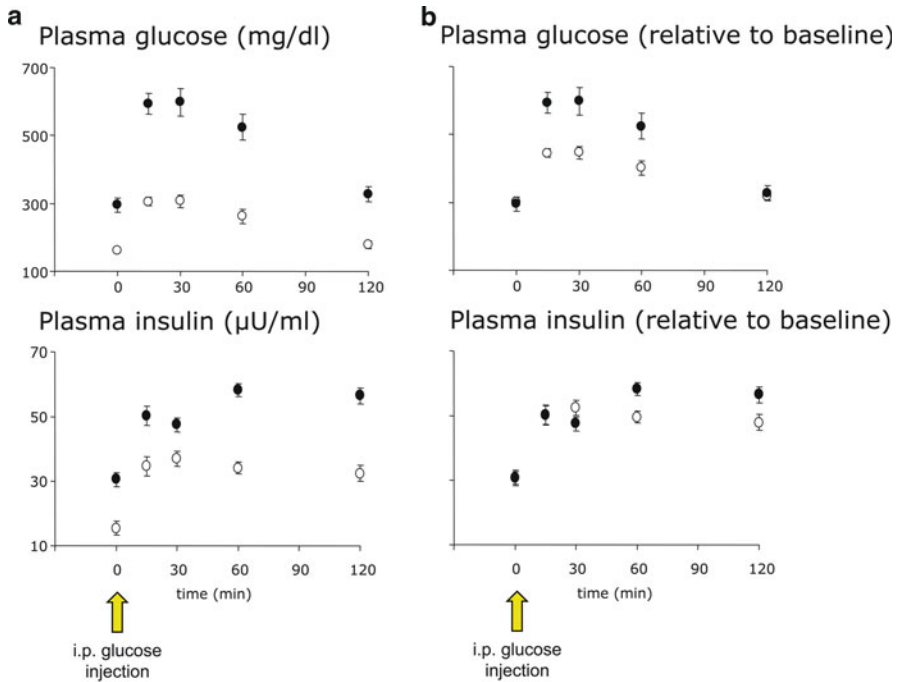 a
Plasma glucose (mg/dl)
700
500
300
100
0 30 60 90 120
Plasma insulin (µU/ml)
70
50
30
10
0 30 60 90 120
time (min)
i.p. glucose
injection
b
Plasma glucose (relative to baseline)
0 30 60 90 120
Plasma insulin (relative to baseline)
0 30 60 90 120
time (min)
i.p. glucose
injection